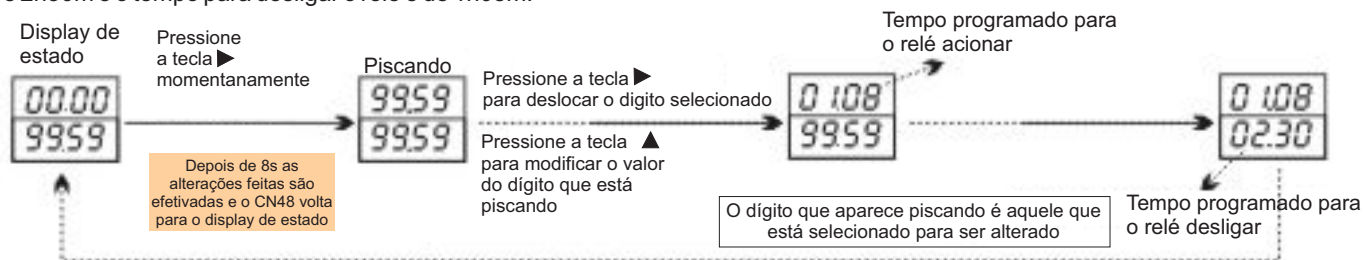 Display de
estado
00.00
99.59
Pressione
a tecla ▶
momentanamente
Depois de 8s as
alterações feitas são
efetivadas e o CN48 volta
para o display de estado
Piscando
99.59
99.59
Pressione a tecla ▶
para deslocar o digito selecionado
Pressione a tecla ▲
para modificar o valor
do dígito que está
piscando
Tempo programado para
o relé acionar
01.08
99.59
O dígito que aparece piscando é aquele que
está selecionado para ser alterado
01.08
02.30
Tempo programado para
o relé desligar